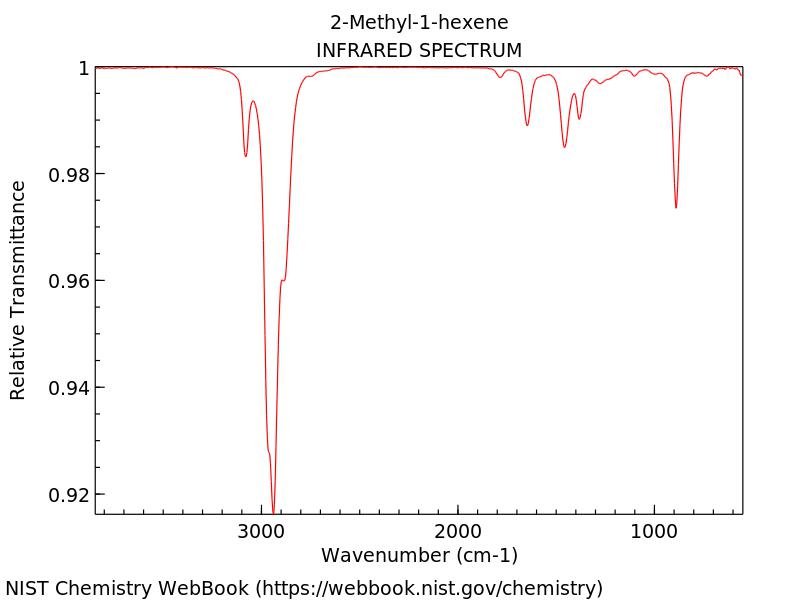 2-Methyl-1-hexene
INFRARED SPECTRUM
1
0.98
0.96
0.94
0.92
Relative Transmittance
3000 2000 1000
Wavenumber (cm-1)
NIST Chemistry WebBook (https://webbook.nist.gov/chemistry)